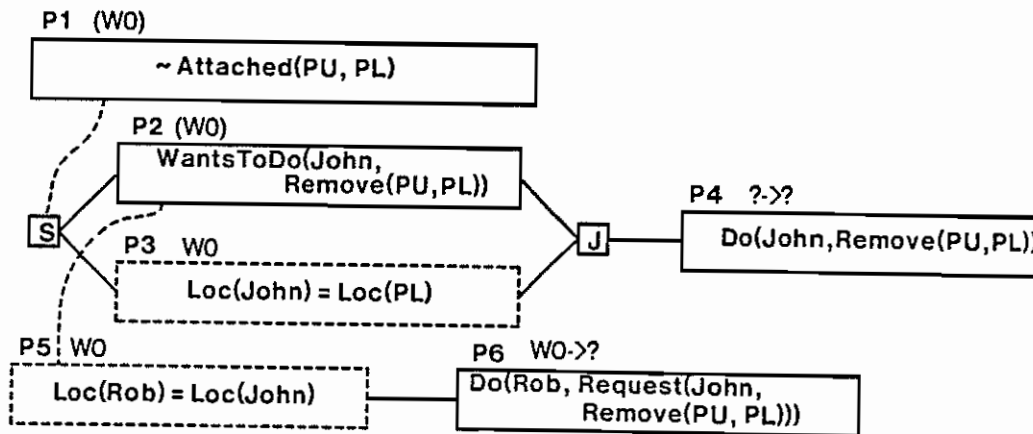 P1 (W0)
~ Attached(PU, PL)
P2 (W0)
WantsToDo(John,
Remove(PU,PL))
S
P3 W0
Loc(John) = Loc(PL)
J
P4 ?->?
Do(John,Remove(PU,PL))
P5 W0
Loc(Rob) = Loc(John)
P6 W0->?
Do(Rob, Request(John,
Remove(PU, PL)))